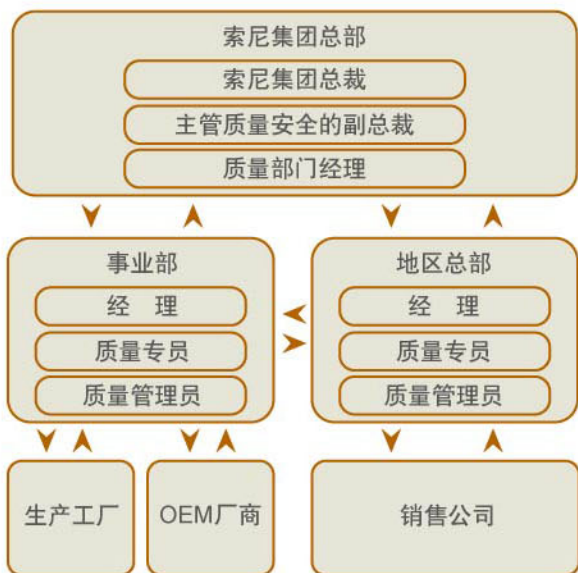 索尼集团总部
索尼集团总裁
主管质量安全的副总裁
质量部门经理
事业部
经 理
质量专员
质量管理员
地区总部
经 理
质量专员
质量管理员
生产工厂
OEM厂商
销售公司